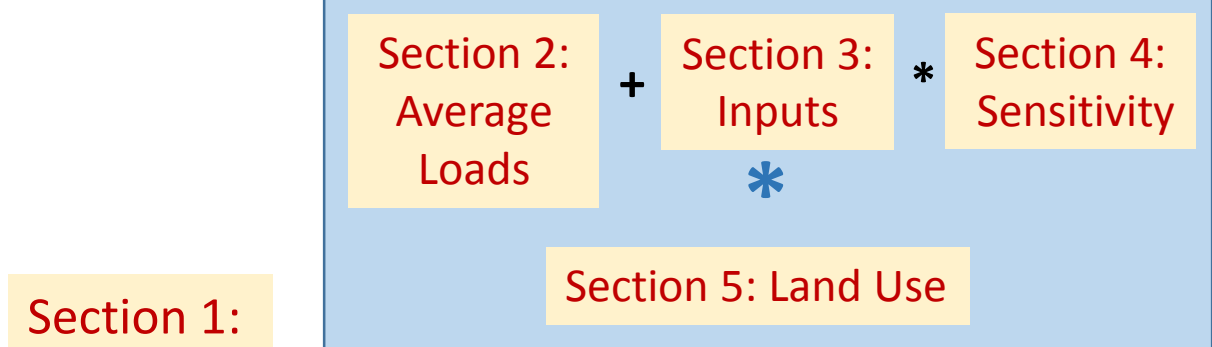 Section 2:
Average
Loads
+
Section 3:
Inputs
*
Section 4:
Sensitivity
*
Section 5: Land Use
Section 1: